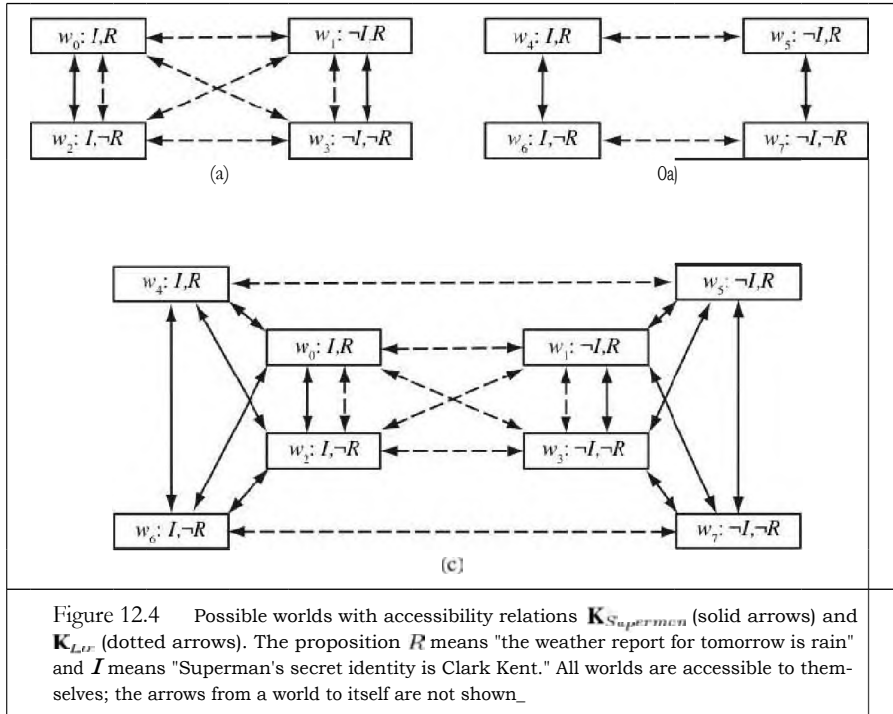 w0: I,R
w1: ¬I,R
w4: I,R
w5: ¬I,R
w2: I,¬R
w3: ¬I,¬R
w6: I,¬R
w7: ¬I,¬R
(a)
0a)
w4: I,R
w5: ¬I,R
w0: I,R
w1: ¬I,R
w2: I,¬R
w3: ¬I,¬R
w6: I,¬R
w7: ¬I,¬R
(c)
Figure 12.4 Possible worlds with accessibility relations K_Superman (solid arrows) and
K (dotted arrows). The proposition R means "the weather report for tomorrow is rain"
and I means "Superman's secret identity is Clark Kent." All worlds are accessible to them-
selves; the arrows from a world to itself are not shown_